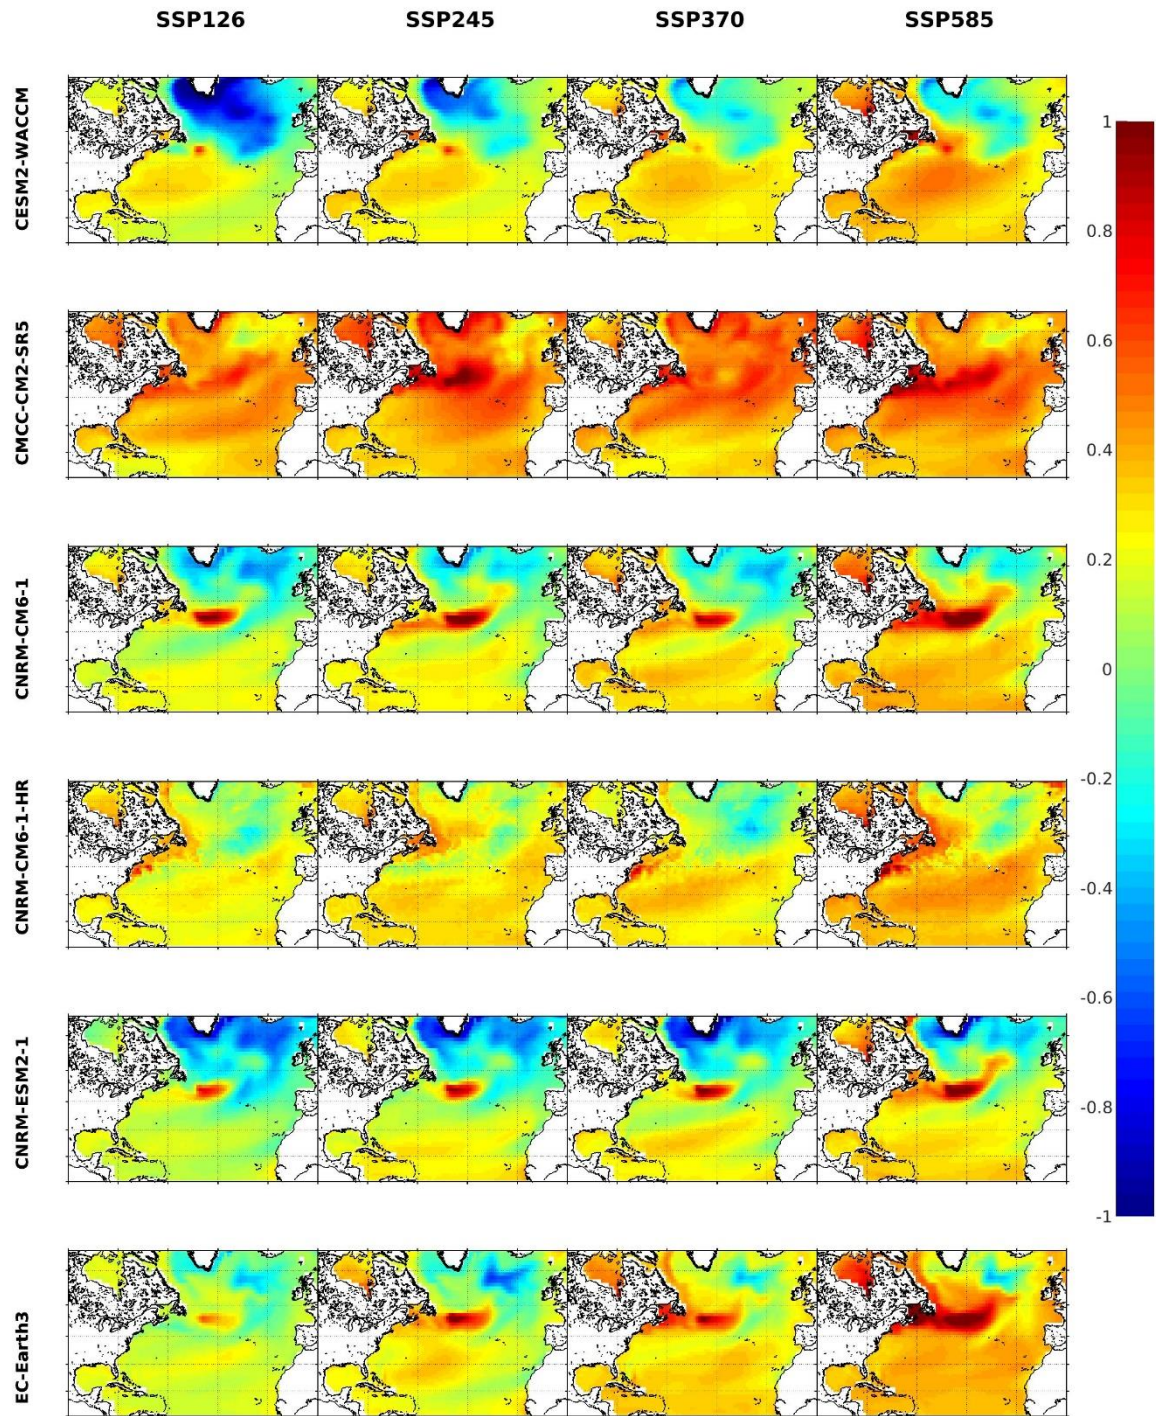 SSP126 SSP245 SSP370 SSP585
CESM2-WACCM
CMCC-CM2-SR5
CNRM-CM6-1
CNRM-CM6-1-HR
CNRM-ESM2-1
EC-Earth3
1
0.8
0.6
0.4
0.2
0
-0.2
-0.4
-0.6
-0.8
-1